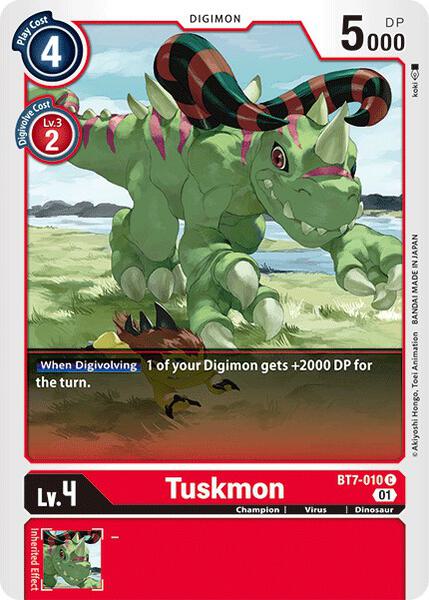 DIGIMON
Play Cost
4
DP
5000
Digivolve Cost
Lv.3
2
koki
© Akiyoshi Hongo, Toei Animation BANDAI MADE IN JAPAN
When Digivolving 1 of your Digimon gets +2000 DP for
the turn.
Lv.4
Tuskmon
BT7-010 C
01
Champion | Virus | Dinosaur
Inherited Effect
–